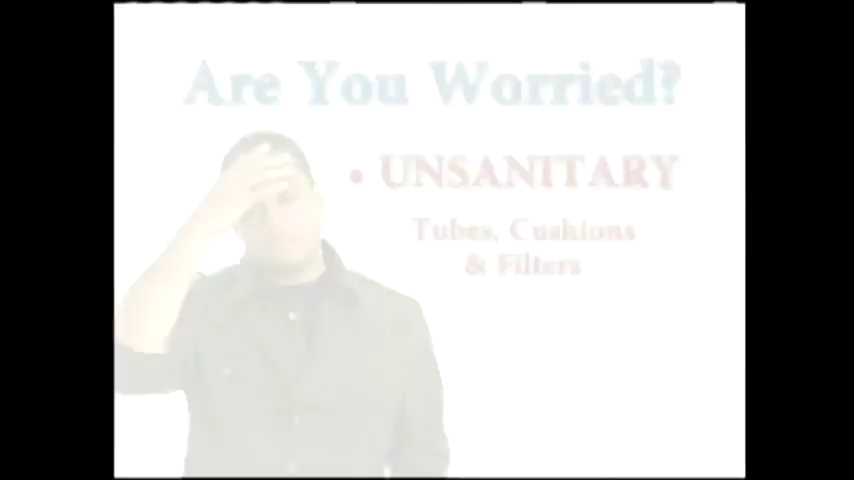 Are You Worried?
• UNSANITARY
Tubes, Cushions
& Filters